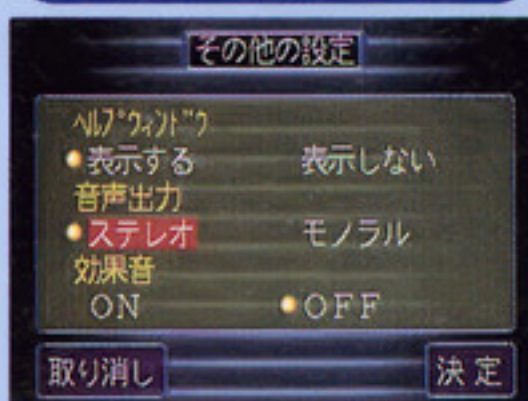 その他の設定
ヘルプウィンドウ
表示する 表示しない
音声出力
ステレオ モノラル
効果音
ON OFF
取り消し 決定